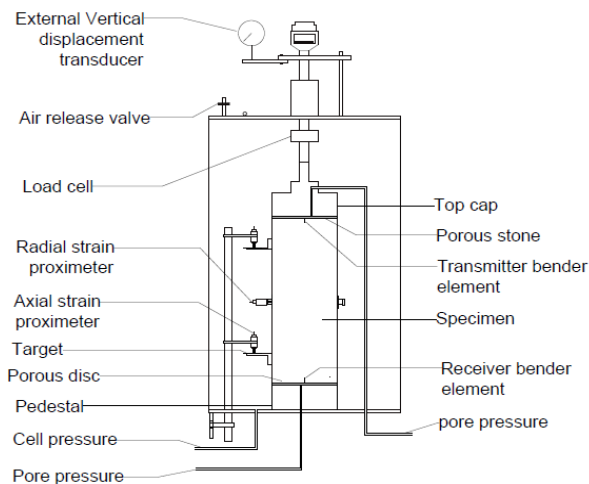 External Vertical
displacement
transducer
Air release valve
Load cell
Radial strain
proximeter
Axial strain
proximeter
Target
Porous disc
Pedestal
Cell pressure
Pore pressure
Top cap
Porous stone
Transmitter bender
element
Specimen
Receiver bender
element
pore pressure